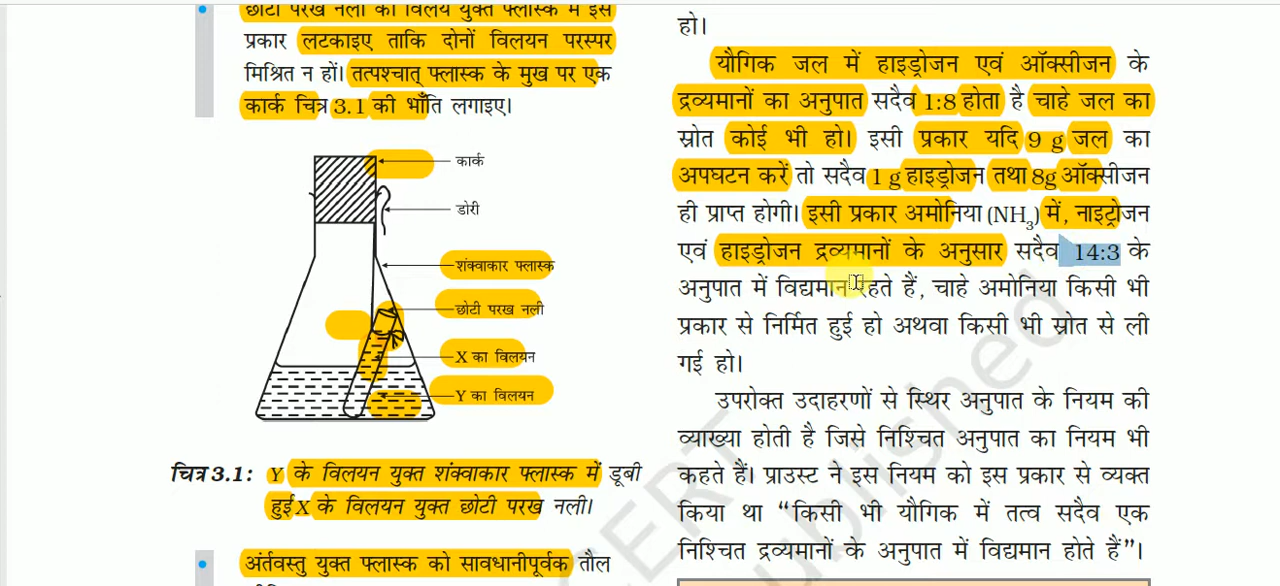 छोटी परख नली को विलय युक्त फ्लास्क में इस
प्रकार लटकाइए ताकि दोनों विलयन परस्पर
मिश्रित न हों। तत्पश्चात् फ्लास्क के मुख पर एक
कार्क चित्र 3.1 की भाँति लगाइए।
कार्क
डोरी
शंक्वाकार फ्लास्क
छोटी परख नली
X का विलयन
Y का विलयन
चित्र 3.1: Y के विलयन युक्त शंक्वाकार फ्लास्क में डूबी
हुई X के विलयन युक्त छोटी परख नली।
अंर्तवस्तु युक्त फ्लास्क को सावधानीपूर्वक तौल
हो।
यौगिक जल में हाइड्रोजन एवं ऑक्सीजन के
द्रव्यमानों का अनुपात सदैव 1:8 होता है चाहे जल का
स्रोत कोई भी हो। इसी प्रकार यदि 9 g जल का
अपघटन करें तो सदैव 1 g हाइड्रोजन तथा 8g ऑक्सीजन
ही प्राप्त होगी। इसी प्रकार अमोनिया (NH3) में, नाइट्रोजन
एवं हाइड्रोजन द्रव्यमानों के अनुसार सदैव 14:3 के
अनुपात में विद्यमान रहते हैं, चाहे अमोनिया किसी भी
प्रकार से निर्मित हुई हो अथवा किसी भी स्रोत से ली
गई हो।
उपरोक्त उदाहरणों से स्थिर अनुपात के नियम की
व्याख्या होती है जिसे निश्चित अनुपात का नियम भी
कहते हैं। प्राउस्ट ने इस नियम को इस प्रकार से व्यक्त
किया था “किसी भी यौगिक में तत्व सदैव एक
निश्चित द्रव्यमानों के अनुपात में विद्यमान होते हैं”।